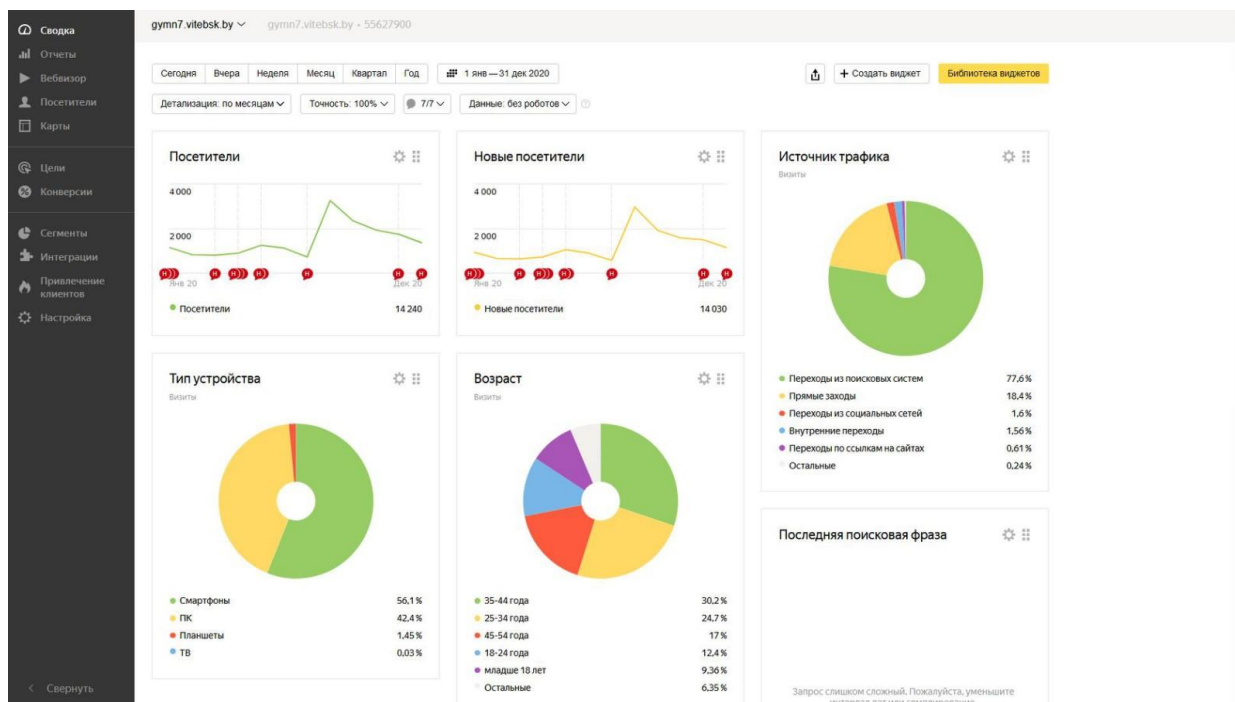 gymn7.vitebsk.by
gymn7.vitebsk.by • 55627900
Сводка
Отчеты
Вебвизор
Посетители
Карты
Цели
Конверсии
Сегменты
Интеграции
Привлечение
клиентов
Настройка
Свернуть
Сегодня Вчера Неделя Месяц Квартал Год 1 янв — 31 дек 2020
+ Создать виджет Библиотека виджетов
Детализация: по месяцам Точность: 100% 7/7 Данные: без роботов
Посетители
4 000
2 000
Н Н Н Н Н Н Н
Янв 20 Дек 20
Посетители 14 240
Новые посетители
4 000
2 000
Н Н Н Н Н Н Н
Янв 20 Дек 20
Новые посетители 14 030
Источник трафика
Визиты
Переходы из поисковых систем 77,6 %
Прямые заходы 18,4 %
Переходы из социальных сетей 1,6 %
Внутренние переходы 1,56 %
Переходы по ссылкам на сайтах 0,61 %
Остальные 0,24 %
Тип устройства
Визиты
Смартфоны 56,1 %
ПК 42,4 %
Планшеты 1,45 %
ТВ 0,03 %
Возраст
Визиты
35-44 года 30,2 %
25-34 года 24,7 %
45-54 года 17 %
18-24 года 12,4 %
младше 18 лет 9,36 %
Остальные 6,35 %
Последняя поисковая фраза
Запрос слишком сложный. Пожалуйста, уменьшите